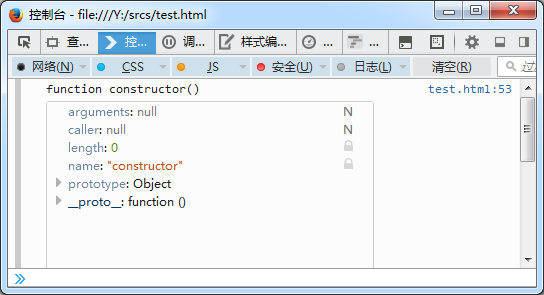 控制台 - file:///Y:/srcs/test.html
查... 控... 调... 样式编...
网络(N) CSS JS 安全(U) 日志(L) 清空(R)
function constructor() test.html:53
arguments: null N
caller: null N
length: 0
name: "constructor"
prototype: Object
__proto__: function ()